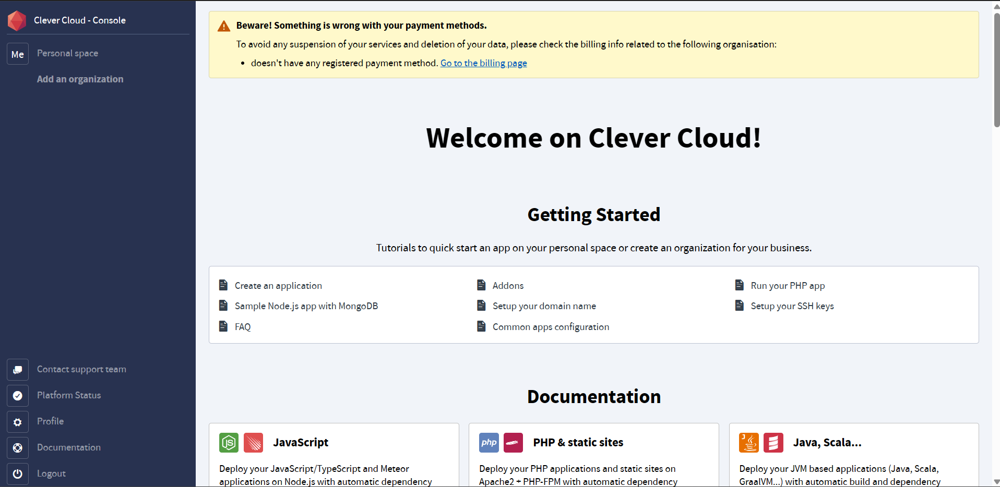 Clever Cloud - Console
Me Personal space
Add an organization
Contact support team
Platform Status
Profile
Documentation
Logout
Beware! Something is wrong with your payment methods.
To avoid any suspension of your services and deletion of your data, please check the billing info related to the following organisation:
• doesn't have any registered payment method. Go to the billing page
Welcome on Clever Cloud!
Getting Started
Tutorials to quick start an app on your personal space or create an organization for your business.
Create an application
Addons
Run your PHP app
Sample Node.js app with MongoDB
Setup your domain name
Setup your SSH keys
FAQ
Common apps configuration
Documentation
JS
JavaScript
Deploy your JavaScript/TypeScript and Meteor
applications on Node.js with automatic dependency
php
PHP & static sites
Deploy your PHP applications and static sites on
Apache2 + PHP-FPM with automatic dependency
J
Java, Scala...
Deploy your JVM based applications (Java, Scala,
GraalVM...) with automatic build and dependency